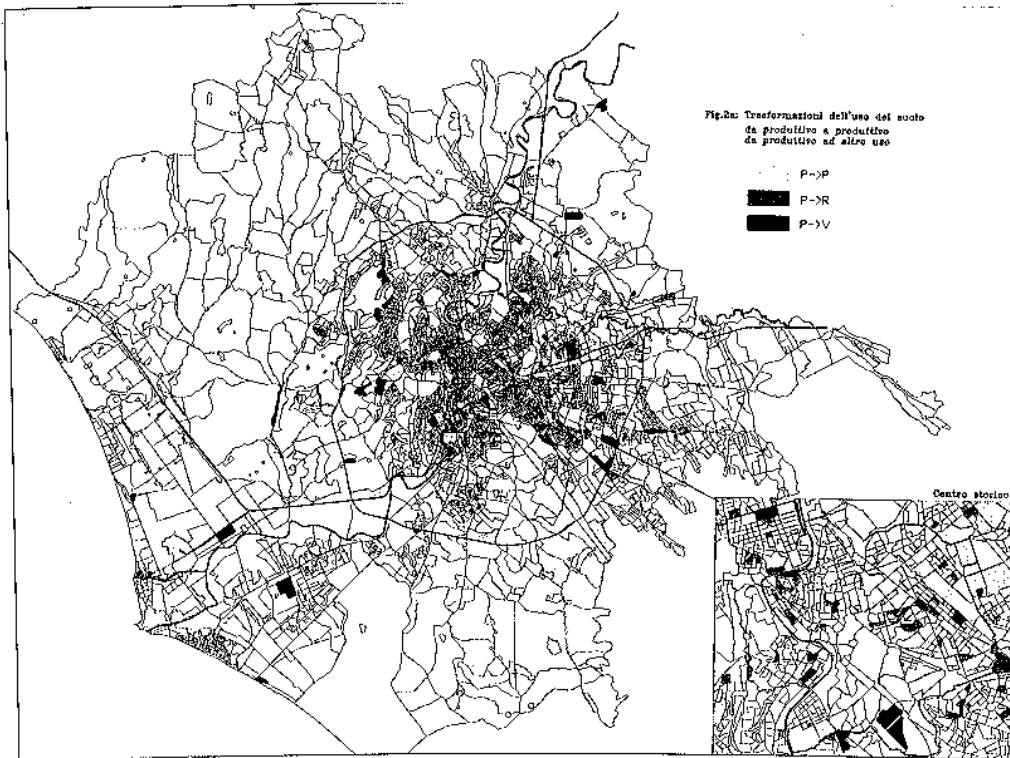 Fig.2a: Trasformazioni dell'uso del suolo
da produttivo a produttivo
da produttivo ad altro uso
P->P
P->R
P->V
Centro storico